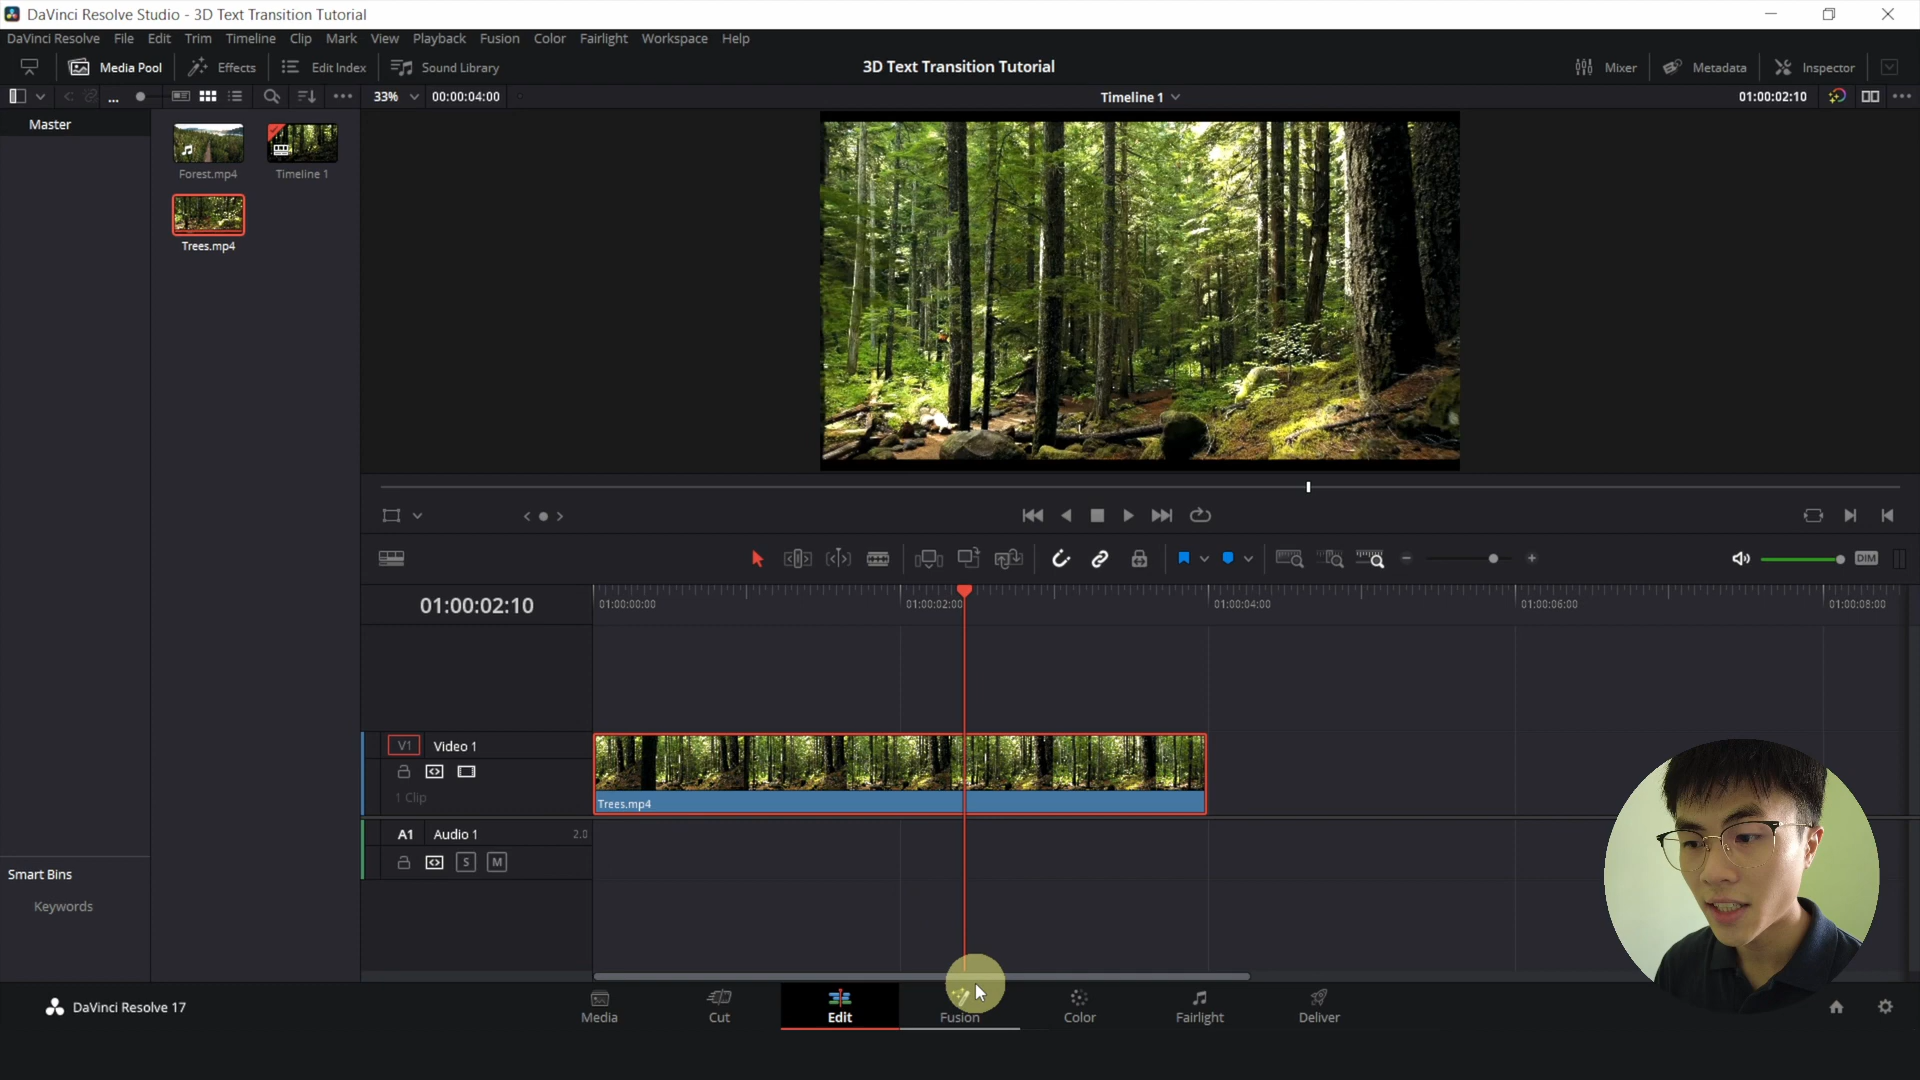 DaVinci Resolve Studio - 3D Text Transition Tutorial
DaVinci Resolve File Edit Trim Timeline Clip Mark View Playback Fusion Color Fairlight Workspace Help
Media Pool Effects Edit Index Sound Library 3D Text Transition Tutorial Mixer Metadata Inspector
33% 00:00:04:00 Timeline 1 01:00:02:10
Master
Forest.mp4 Timeline 1
Trees.mp4
DIM
01:00:02:10
01:00:00:00 01:00:02:00 01:00:04:00 01:00:06:00 01:00:08:00
V1 Video 1
1 Clip
Trees.mp4
A1 Audio 1 2.0
S M
Smart Bins
Keywords
DaVinci Resolve 17
Media Cut Edit Fusion Color Fairlight Deliver